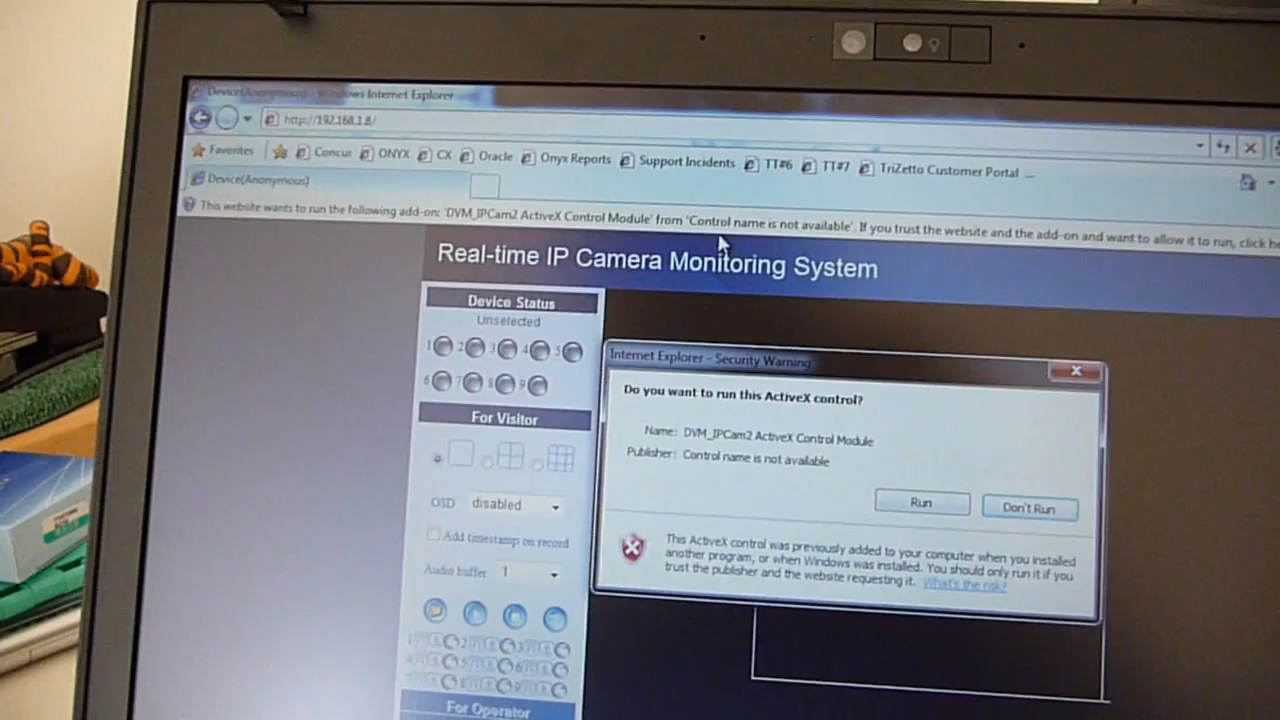 Device(Anonymous) - Windows Internet Explorer
http://192.168.1.8/
Favorites Concur ONYX CX Oracle Onyx Reports Support Incidents TT#6 TT#7 TriZetto Customer Portal
Device(Anonymous)
This website wants to run the following add-on: 'DVM_IPCam2 ActiveX Control Module' from 'Control name is not available'. If you trust the website and the add-on and want to allow it to run, click
Real-time IP Camera Monitoring System
Device Status
Unselected
1 2 3 4 5
6 7 8 9
For Visitor
OSD disabled
Add timestamp on record
Audio buffer 1
For Operator
Internet Explorer - Security Warning
Do you want to run this ActiveX control?
Name: DVM_IPCam2 ActiveX Control Module
Publisher: Control name is not available
Run Don't Run
This ActiveX control was previously added to your computer when you installed
another program, or when Windows was installed. You should only run it if you
trust the publisher and the website requesting it. What's the risk?